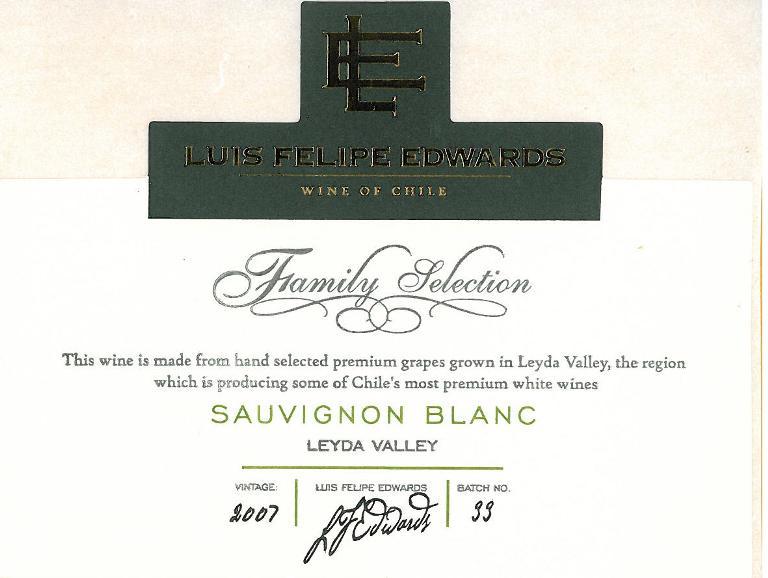 LUIS FELIPE EDWARDS
WINE OF CHILE
Family Selection
This wine is made from hand selected premium grapes grown in Leyda Valley, the region
which is producing some of Chile's most premium white wines
SAUVIGNON BLANC
LEYDA VALLEY
VINTAGE: LUIS FELIPE EDWARDS BATCH NO.
2007 LFEdwards 99